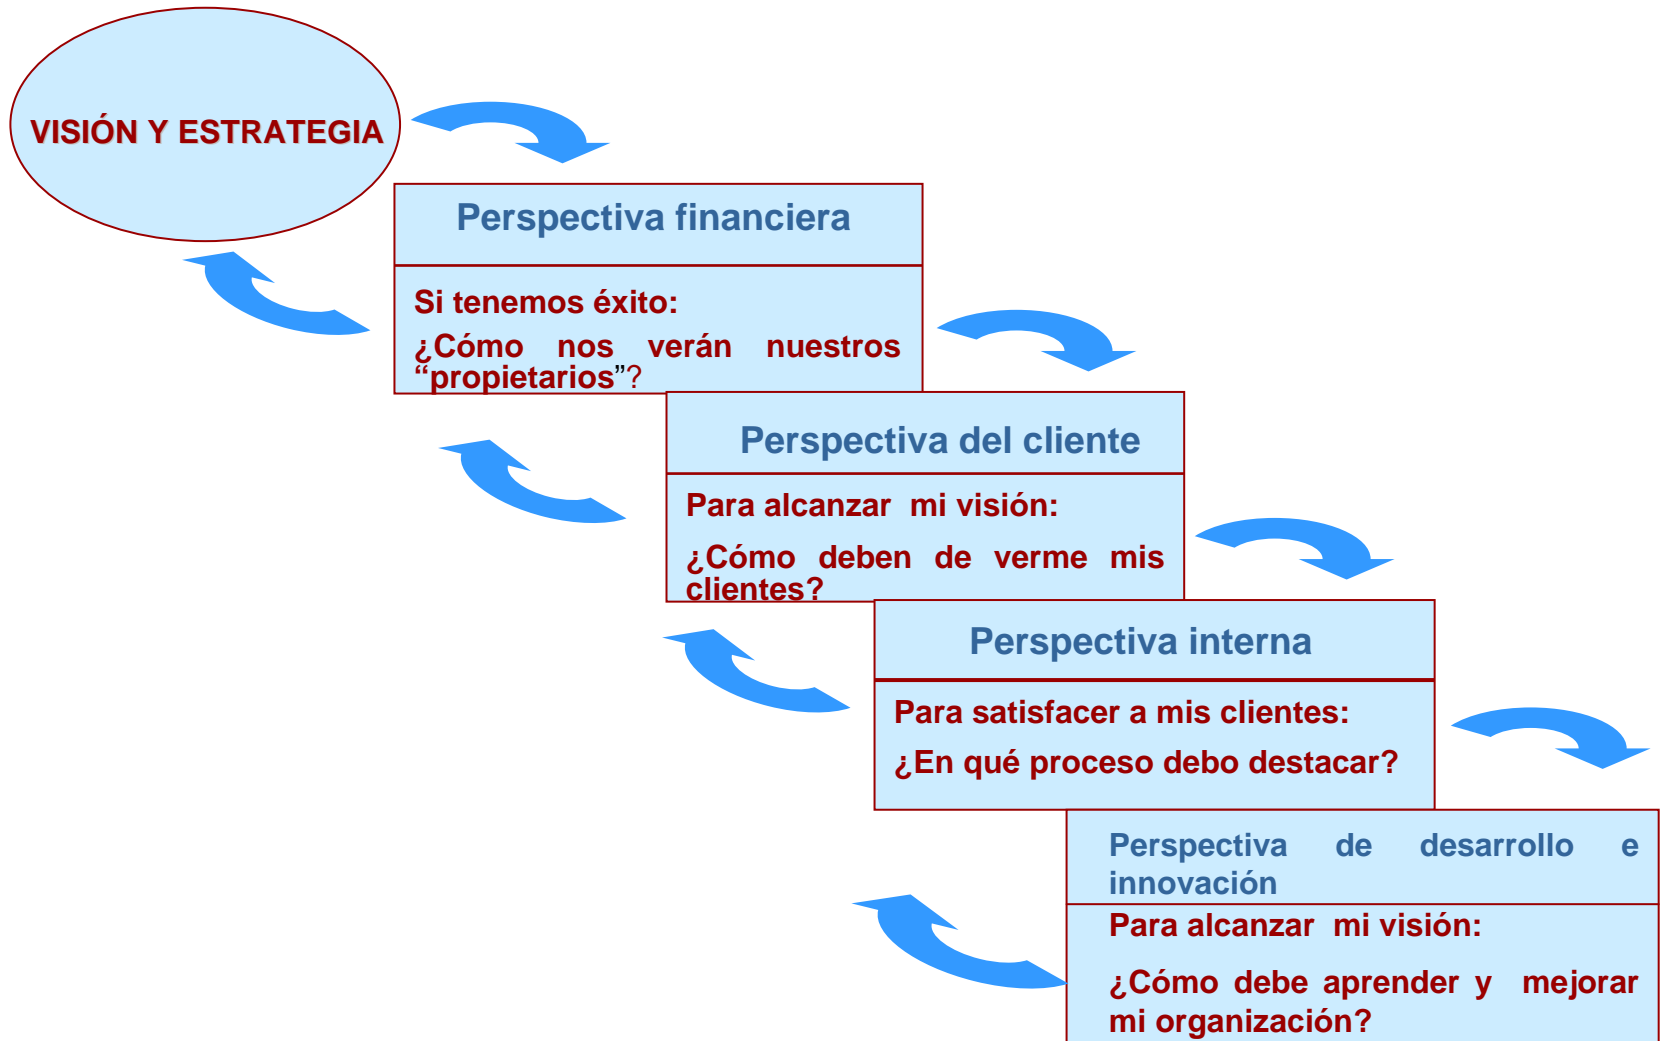 VISIÓN Y ESTRATEGIA
Perspectiva financiera
Si tenemos éxito:
¿Cómo nos verán nuestros
“propietarios”?
Perspectiva del cliente
Para alcanzar mi visión:
¿Cómo deben de verme mis
clientes?
Perspectiva interna
Para satisfacer a mis clientes:
¿En qué proceso debo destacar?
Perspectiva de desarrollo e
innovación
Para alcanzar mi visión:
¿Cómo debe aprender y mejorar
mi organización?